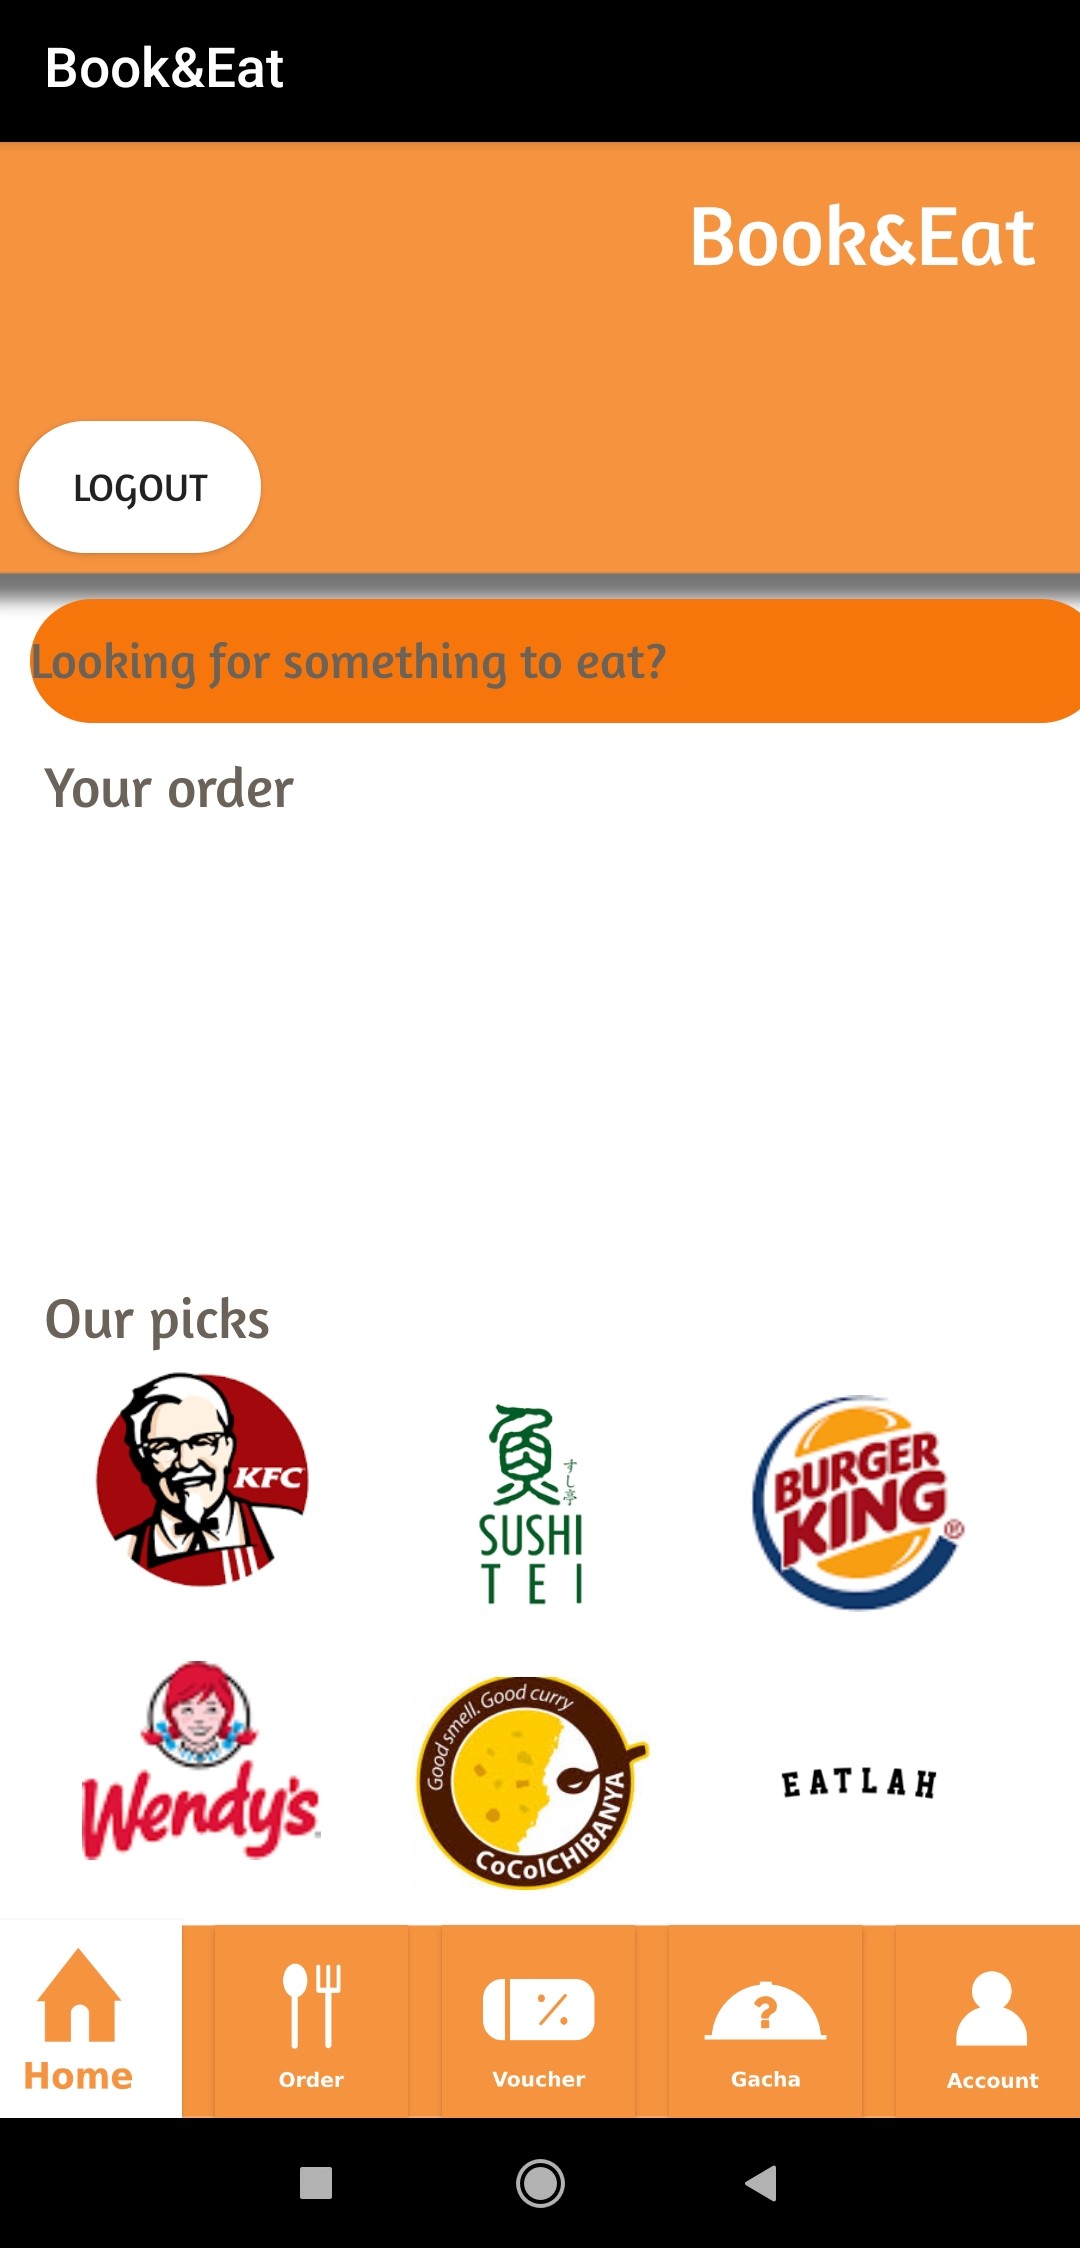 Book&Eat
Book&Eat
LOGOUT
Looking for something to eat?
Your order
Our picks
KFC
魚
すし亭
SUSHI
TEI
BURGER
KING
®
Wendy's
Good smell. Good curry
CoCoICHIBANYA
EATLAH
Home
Order
%
Voucher
?
Gacha
Account